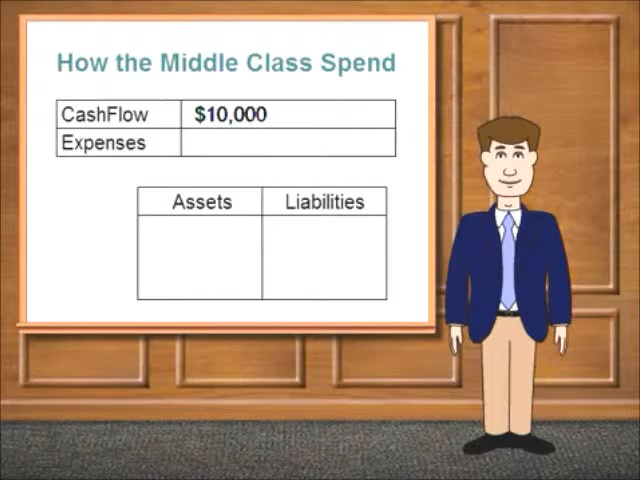 How the Middle Class Spend
CashFlow $10,000
Expenses
Assets Liabilities